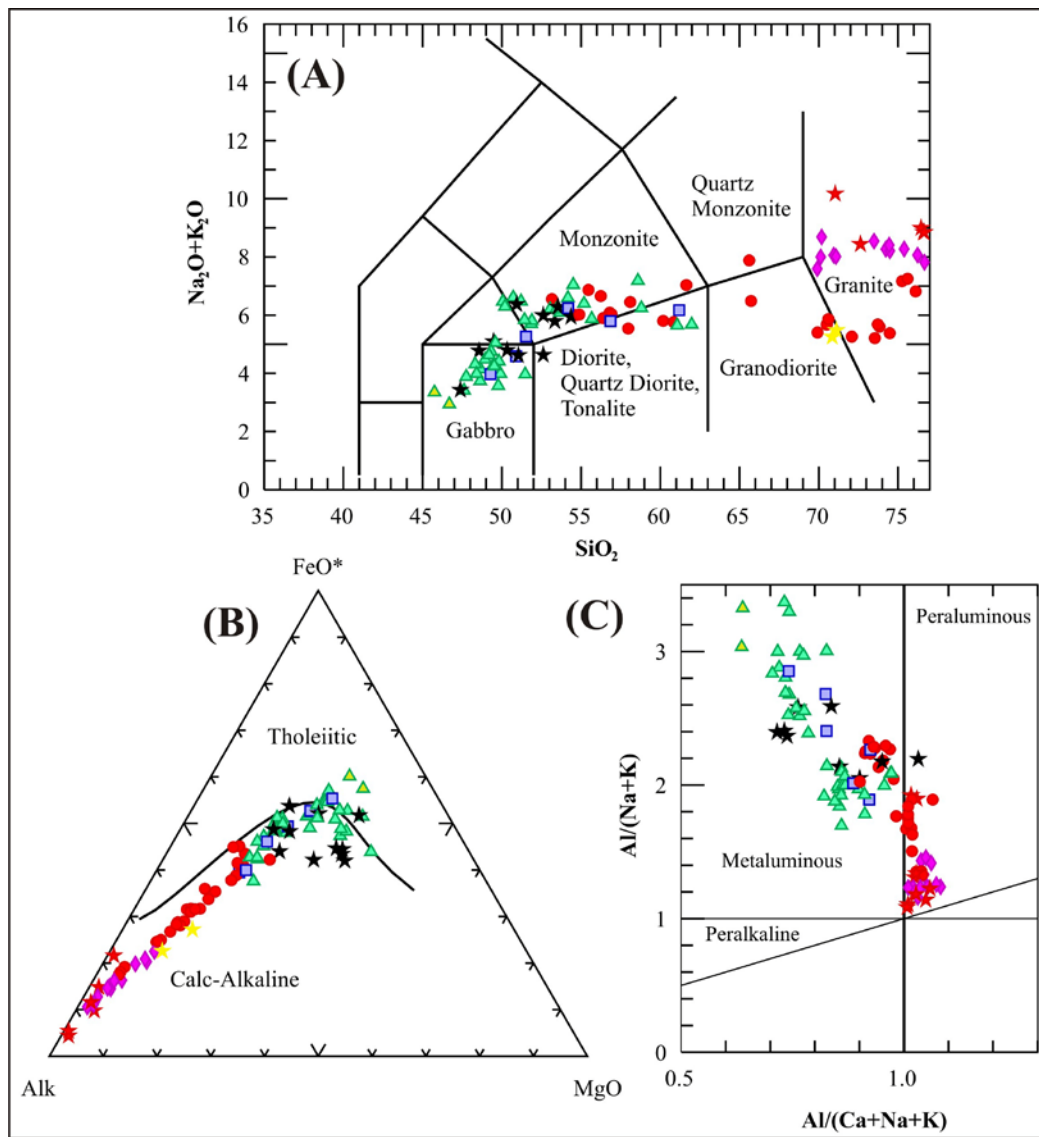 (A)
16
14
12
10
8
6
4
2
0
Na₂O+K₂O
Quartz
Monzonite
Monzonite
Granite
Diorite,
Quartz Diorite,
Tonalite
Granodiorite
Gabbro
35 40 45 50 55 60 65 70 75
SiO₂
FeO*
(B)
Tholeiitic
Calc-Alkaline
Alk
MgO
(C)
Peraluminous
3
2
1
0
Al/(Na+K)
Metaluminous
Peralkaline
0.5 1.0
Al/(Ca+Na+K)